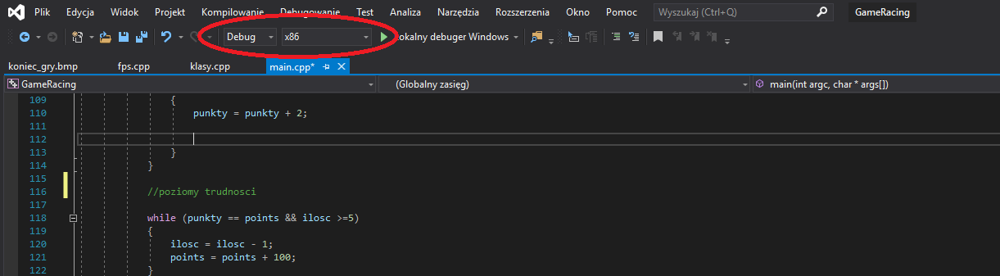 Plik Edycja Widok Projekt Kompilowanie Debugowanie Test Analiza Narzędzia Rozszerzenia Okno Pomoc Wyszukaj (Ctrl+Q) GameRacing
Debug x86 Lokalny debuger Windows
koniec_gry.bmp fps.cpp klasy.cpp main.cpp*
GameRacing (Globalny zasięg) main(int argc, char * args[])
109 {
110 punkty = punkty + 2;
111
112
113 }
114 }
115
116 //poziomy trudnosci
117
118 while (punkty == points && ilosc >=5)
119 {
120 ilosc = ilosc - 1;
121 points = points + 100;
122 }